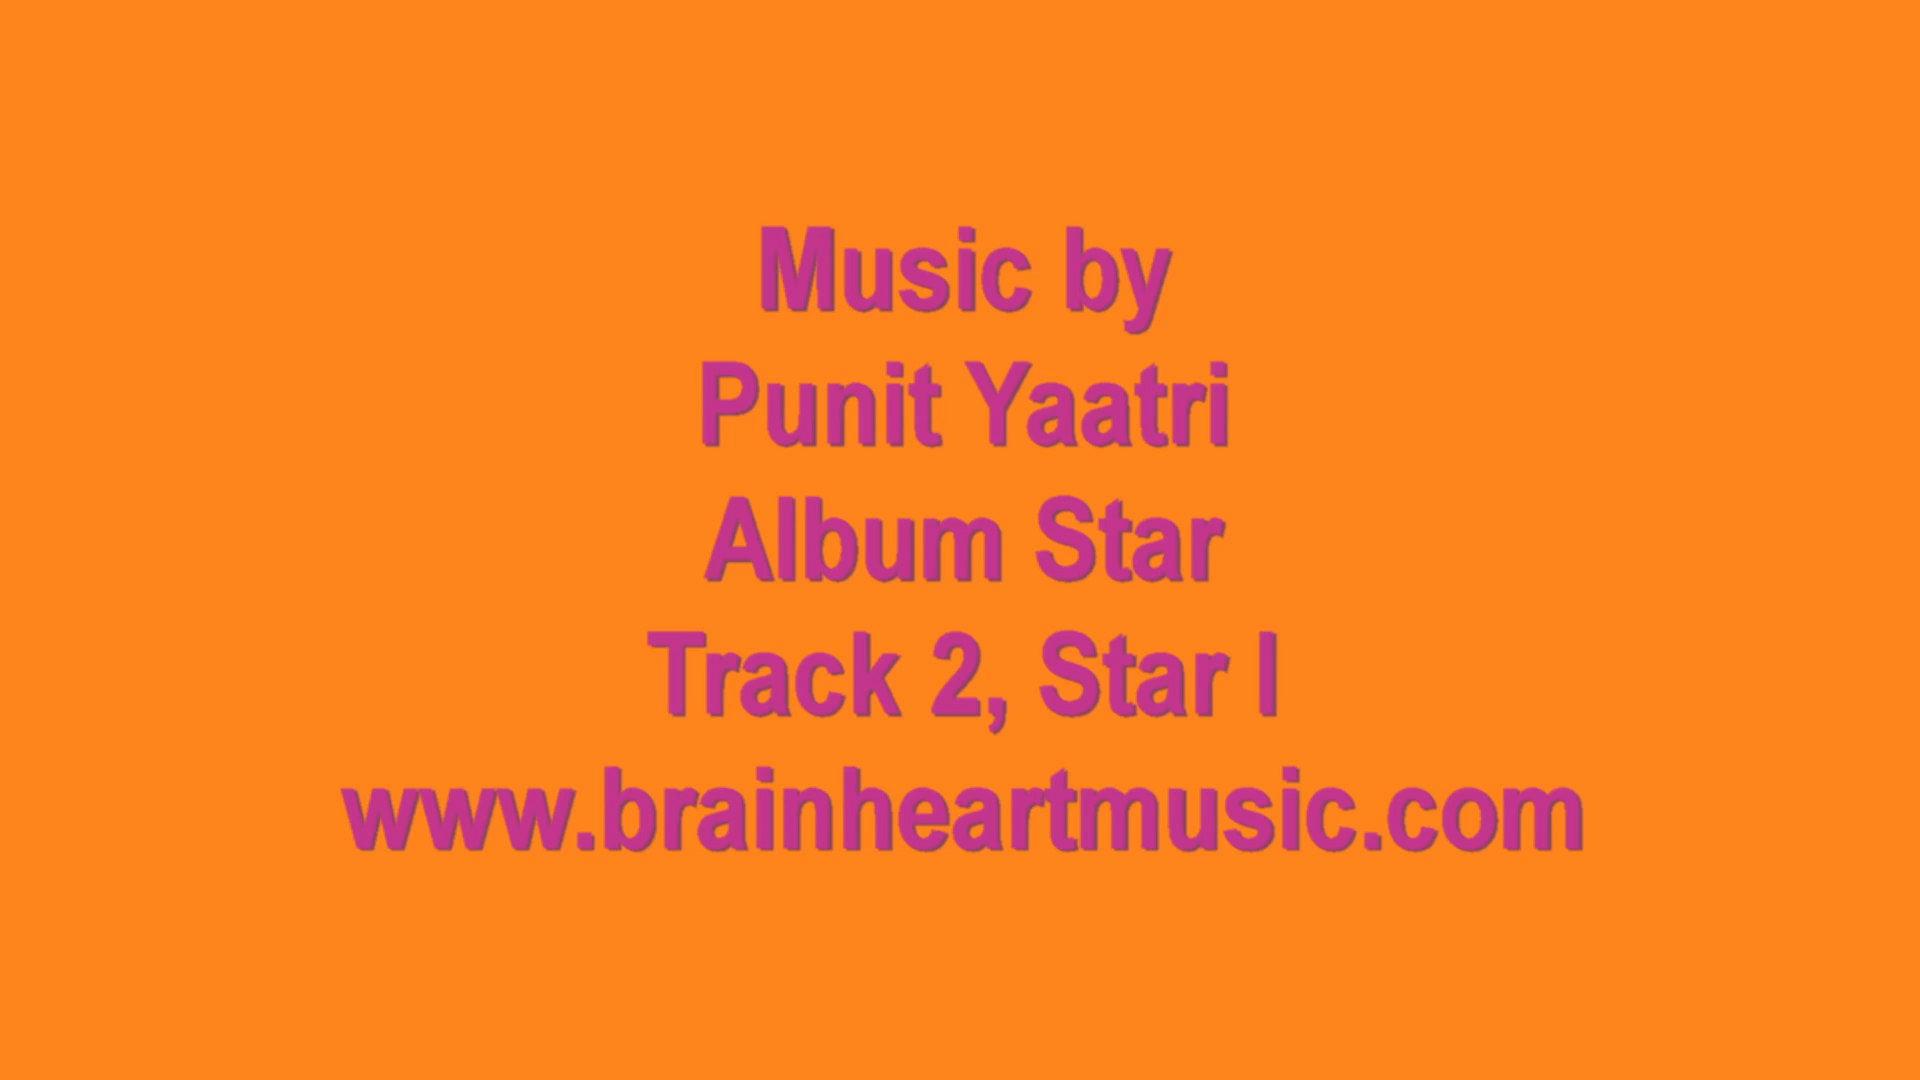 Music by
Punit Yaatri
Album Star
Track 2, Star I
www.brainheartmusic.com